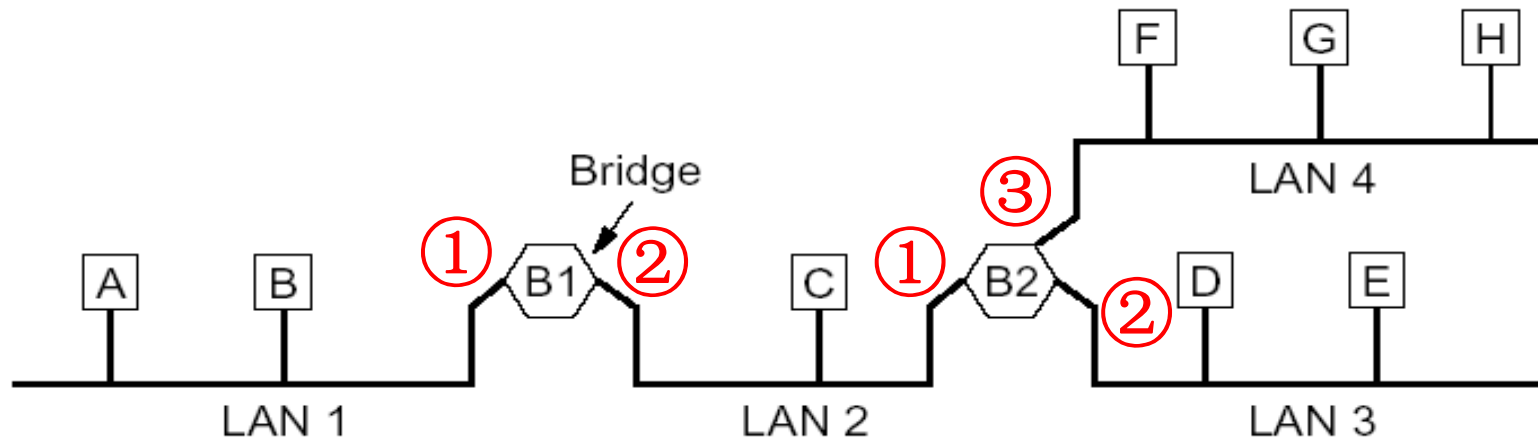 F G H
LAN 4
Bridge
③
① ② ①
A B B1 C B2 D E
②
LAN 1 LAN 2 LAN 3